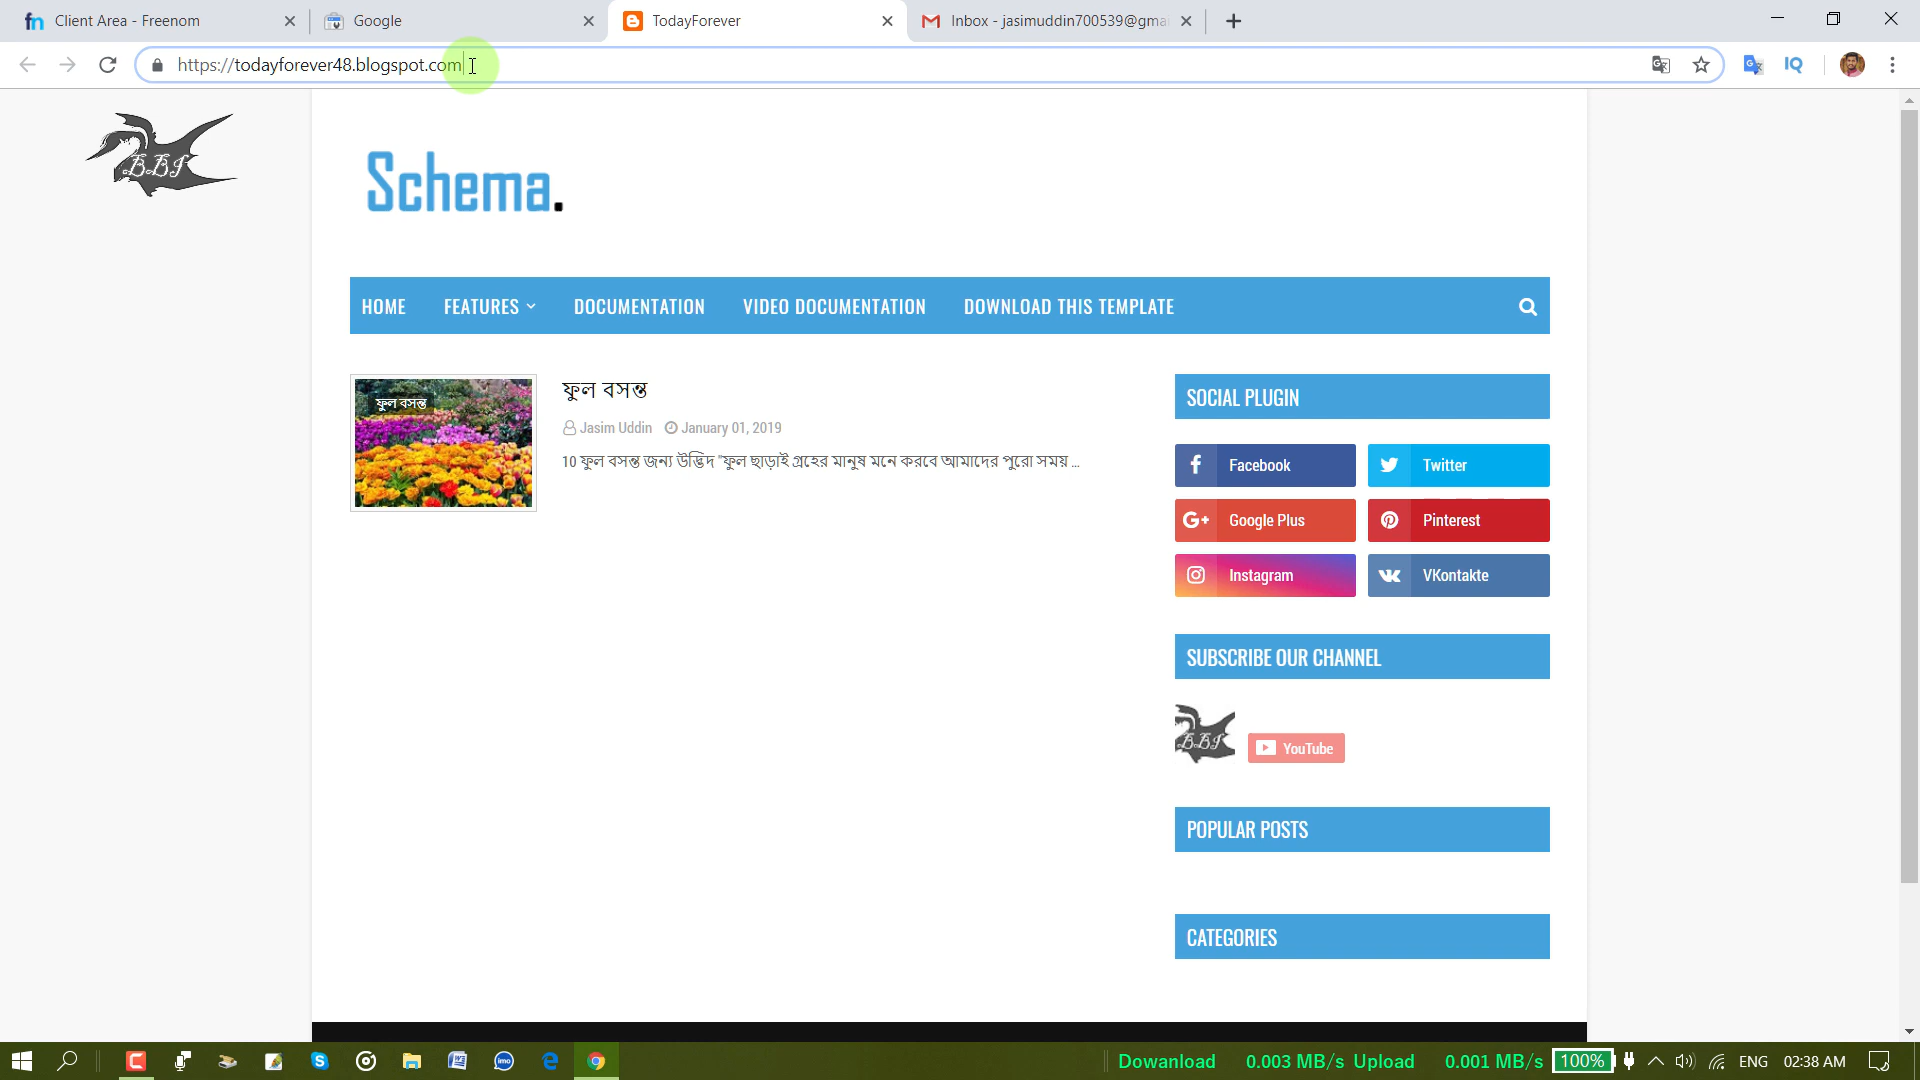 Client Area - Freenom
Google
TodayForever
Inbox - jasimuddin700539@gma
https://todayforever48.blogspot.com
IQ
BBI
Schema.
HOME
FEATURES
DOCUMENTATION
VIDEO DOCUMENTATION
DOWNLOAD THIS TEMPLATE
ফুল বসন্ত
ফুল বসন্ত
Jasim Uddin
January 01, 2019
10 ফুল বসন্ত জন্য উদ্ভিদ "ফুল ছাড়াই গ্রহের মানুষ মনে করবে আমাদের পুরো সময় ...
SOCIAL PLUGIN
Facebook
Twitter
Google Plus
Pinterest
Instagram
VKontakte
SUBSCRIBE OUR CHANNEL
BBI
YouTube
POPULAR POSTS
CATEGORIES
Dowanload 0.003 MB/s Upload 0.001 MB/s 100% ENG 02:38 AM